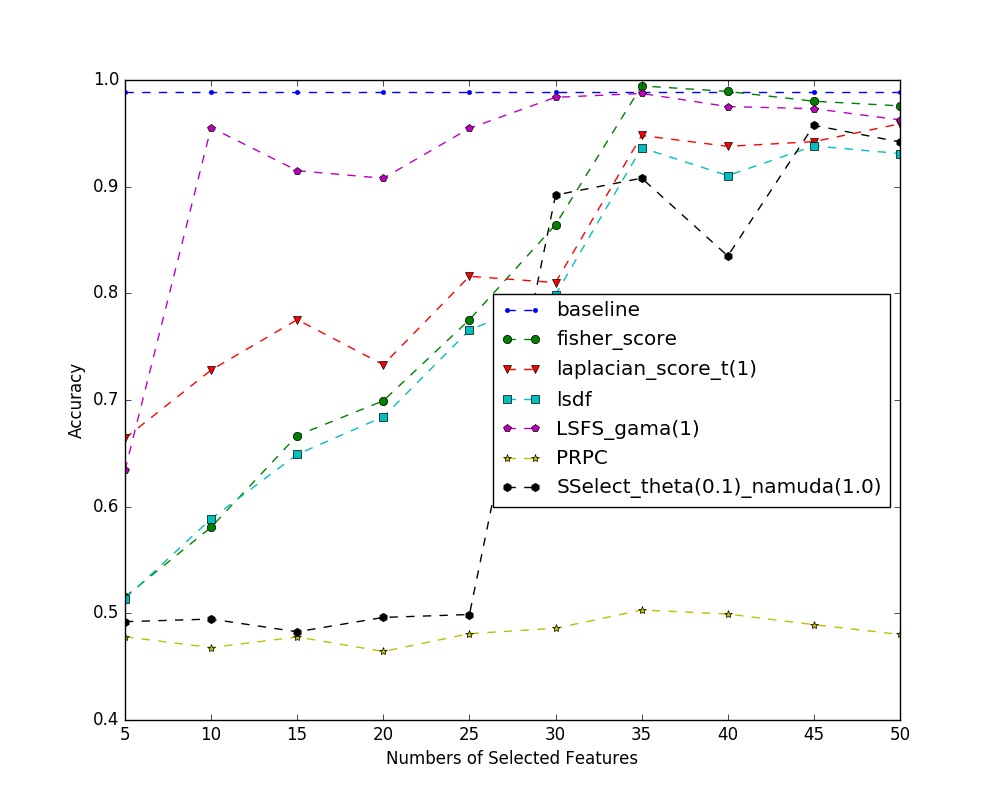 1.0
0.9
0.8
0.7
0.6
0.5
0.4
Accuracy
baseline
fisher_score
laplacian_score_t(1)
lsdf
LSFS_gama(1)
PRPC
SSelect_theta(0.1)_namuda(1.0)
5 10 15 20 25 30 35 40 45 50
Numbers of Selected Features